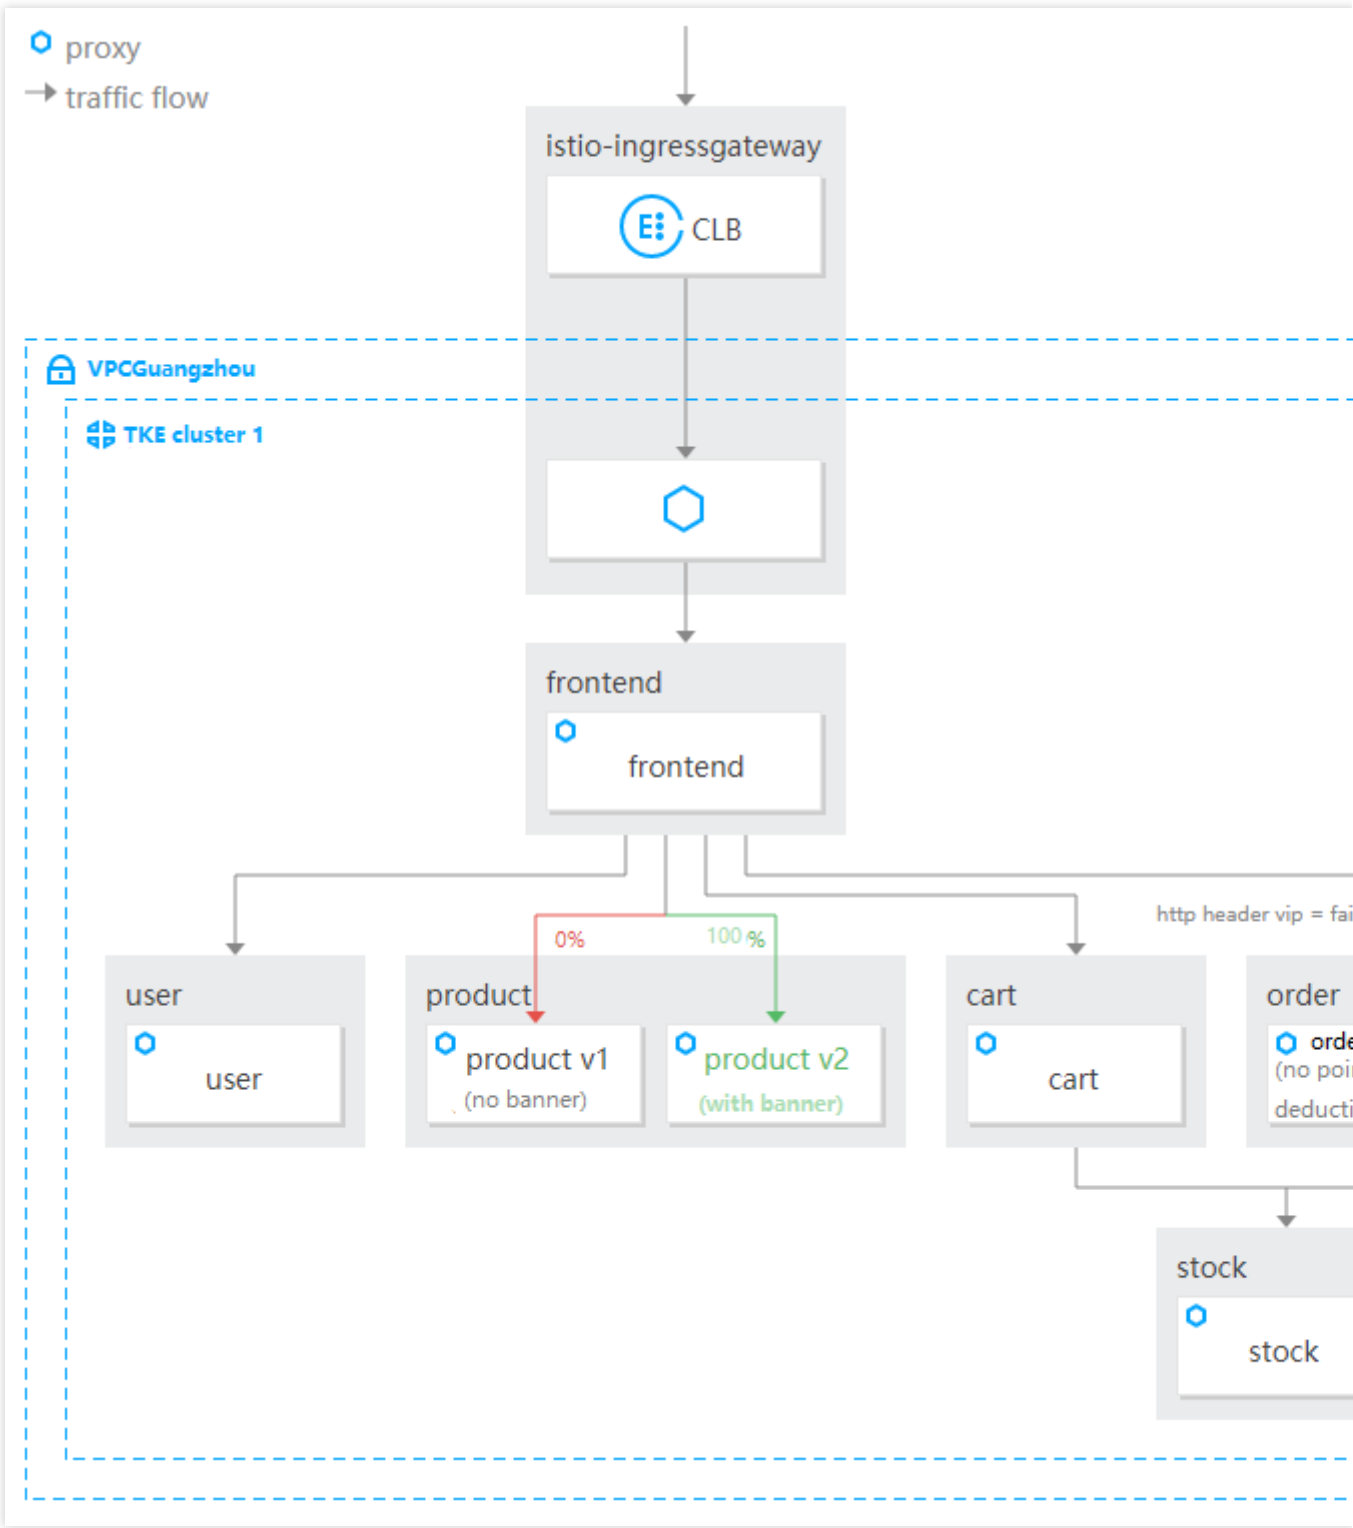 proxy
traffic flow
istio-ingressgateway
CLB
VPCGuangzhou
TKE cluster 1
frontend
frontend
http header vip = fal
0%
100 %
user
product
cart
order
user
product v1
(no banner)
product v2
(with banner)
cart
orde
(no poi
deducti
stock
stock